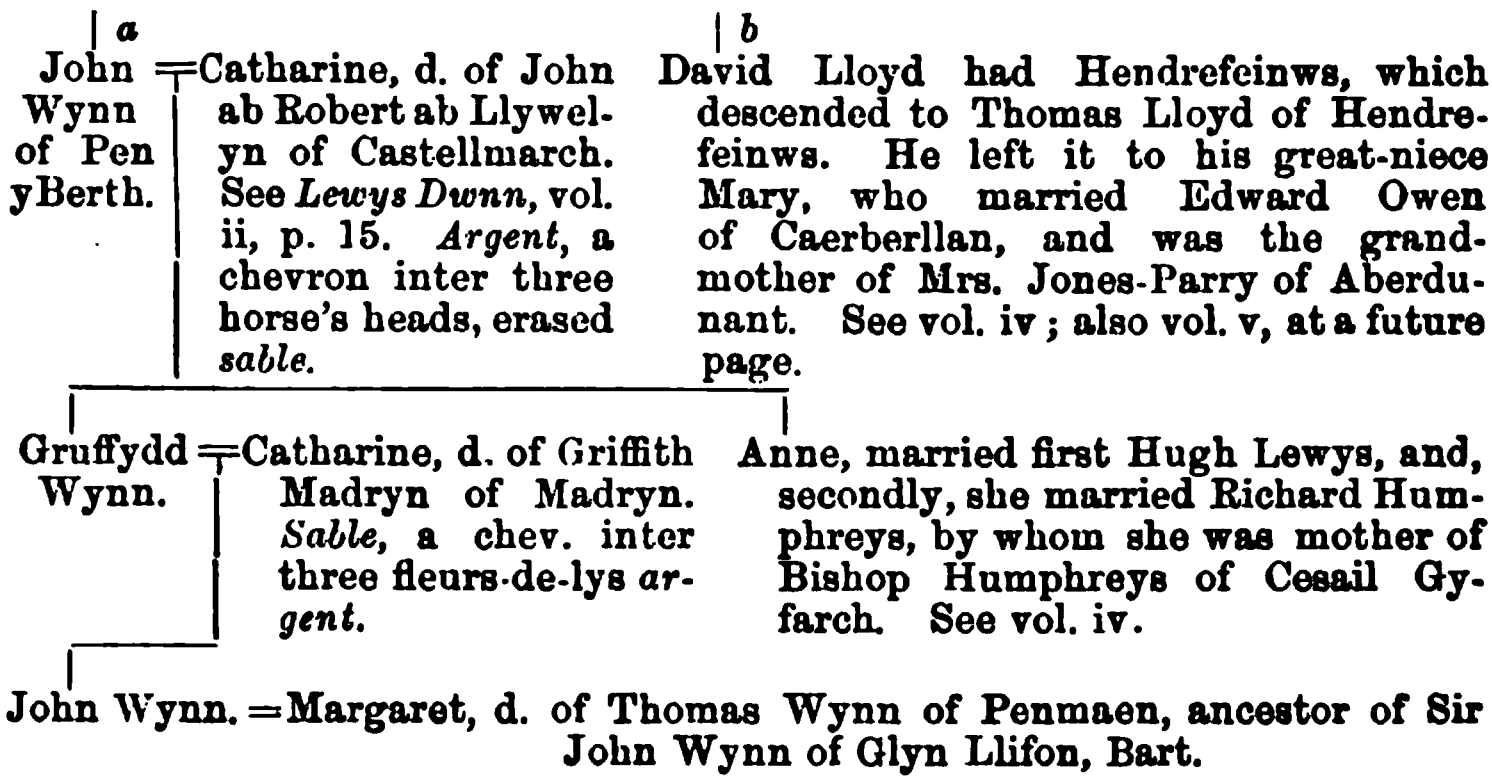 a
John = Catharine, d. of John
Wynn ab Robert ab Llywel-
of Pen yn of Castellmarch.
yBerth. See Lewys Dwnn, vol.
ii, p. 15. Argent, a
chevron inter three
horse's heads, erased
sable.
b
David Lloyd had Hendrefeinws, which
descended to Thomas Lloyd of Hendre-
feinws. He left it to his great-niece
Mary, who married Edward Owen
of Caerberllan, and was the grand-
mother of Mrs. Jones-Parry of Aberdu-
nant. See vol. iv; also vol. v, at a future
page.
Gruffydd = Catharine, d. of Griffith
Wynn. Madryn of Madryn.
Sable, a chev. inter
three fleurs-de-lys ar-
gent.
Anne, married first Hugh Lewys, and,
secondly, she married Richard Hum-
phreys, by whom she was mother of
Bishop Humphreys of Cesail Gy-
farch. See vol. iv.
John Wynn. = Margaret, d. of Thomas Wynn of Penmaen, ancestor of Sir
John Wynn of Glyn Llifon, Bart.